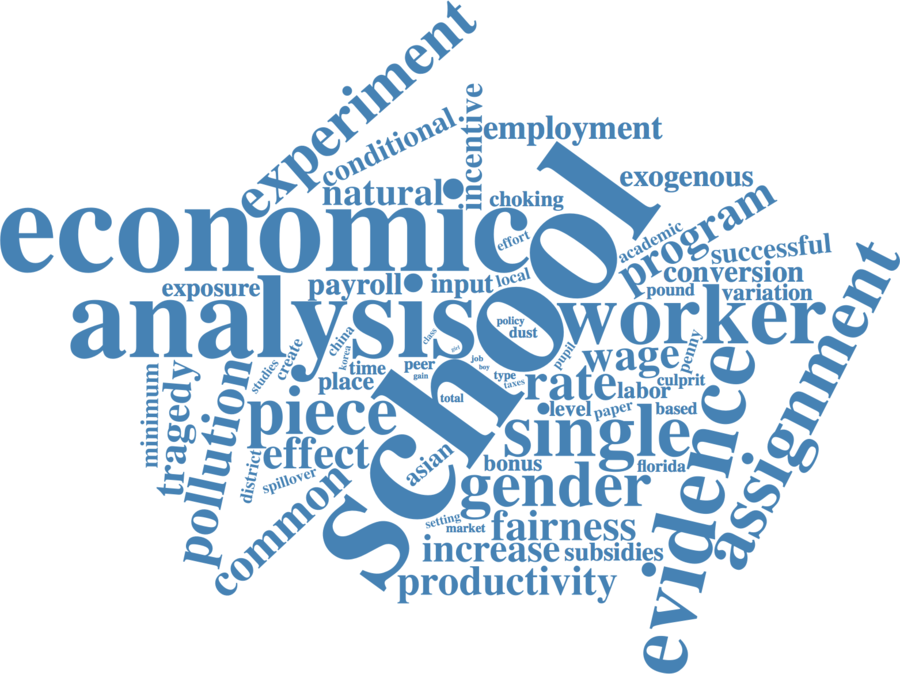 experiment
conditional
incentive
employment
natural
choking
exogenous
economic
effort
school
academic
program
successful
exposure
payroll
input
local
conversion
pound
variation
analysis
policy
dust
worker
assignment
china
korea
class
time
peer
gain
job
boy
type
taxes
pupil
wage
penny
culprit
studies
create
place
total
rate
labor
minimum
tragedy
pollution
piece
level
paper
based
single
evidence
effect
asian
bonus
florida
district
spillover
common
gender
setting
market
fairness
increase
subsidies
productivity